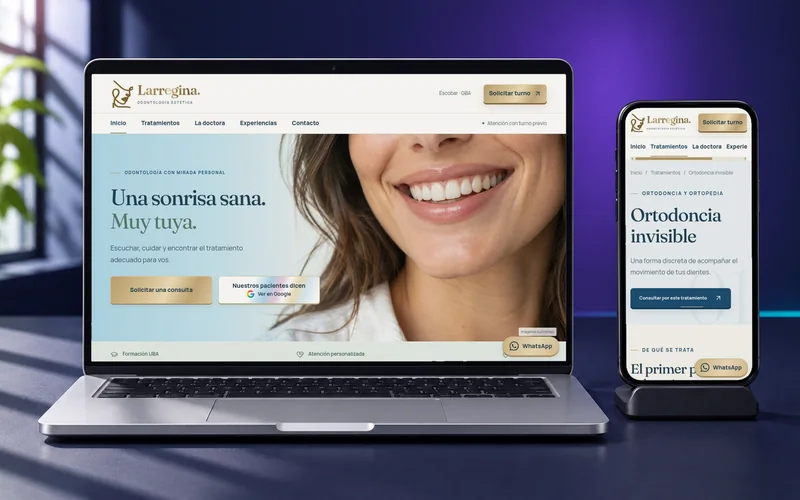 Larregina.
ODONTOLOGÍA ESTÉTICA
Escobar · GBA
Solicitar turno
Inicio
Tratamientos
La doctora
Experiencias
Contacto
Atención con turno previo
ODONTOLOGÍA CON MIRADA PERSONAL
Una sonrisa sana.
Muy tuya.
Escuchar, cuidar y encontrar el tratamiento
adecuado para vos.
Solicitar una consulta
Nuestros pacientes dicen
Ver en Google
WhatsApp
Formación UBA
Atención personalizada
Larregina.
Solicitar turno
Inicio
Tratamientos
La doctora
Experie
Inicio / Tratamientos / Ortodoncia invisible
ORTODONCIA Y ORTOPEDIA
Ortodoncia
invisible
Una forma discreta de acompañar el
movimiento de tus dientes.
Consultar por este tratamiento
DE QUÉ SE TRATA
El primer p
WhatsApp